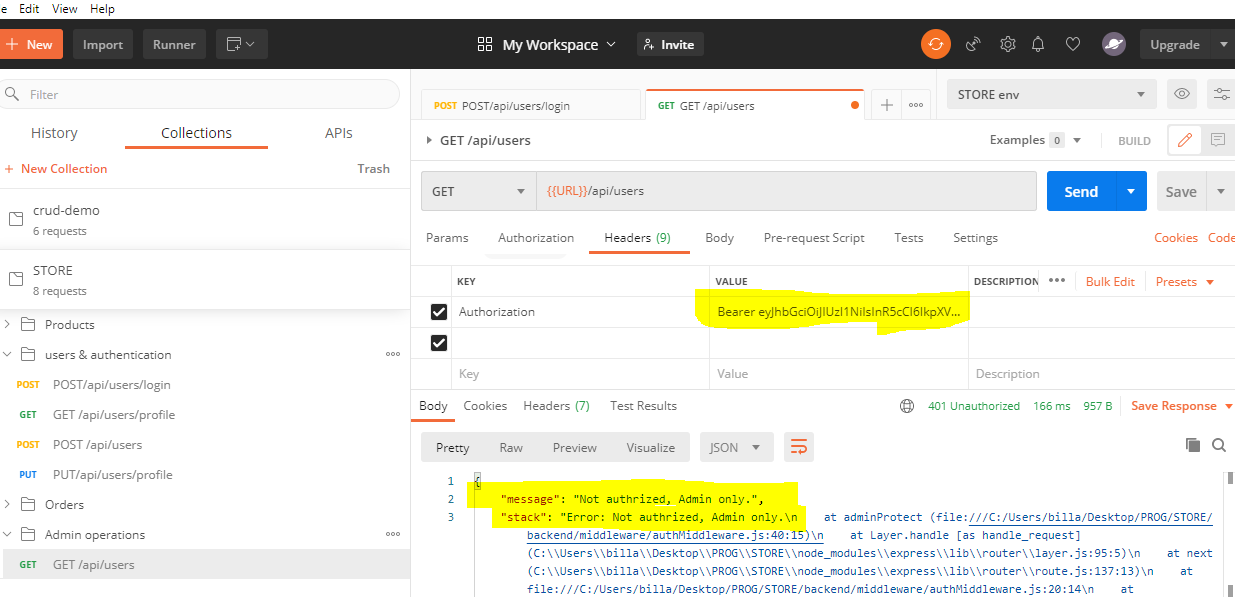 e Edit View Help
+ New Import Runner My Workspace Invite Upgrade
Filter
History Collections APIs
+ New Collection Trash
crud-demo
6 requests
STORE
8 requests
Products
users & authentication
POST POST/api/users/login
GET GET /api/users/profile
POST POST /api/users
PUT PUT/api/users/profile
Orders
Admin operations
GET GET /api/users
POST POST/api/users/login GET GET /api/users + STORE env
GET /api/users Examples 0 BUILD
GET {{URL}}/api/users Send Save
Params Authorization Headers (9) Body Pre-request Script Tests Settings Cookies Code
KEY VALUE DESCRIPTION Bulk Edit Presets
Authorization Bearer eyJhbGciOiJIUzI1NiIsInR5cCI6IkpXV...
Key Value Description
Body Cookies Headers (7) Test Results 401 Unauthorized 166 ms 957 B Save Response
Pretty Raw Preview Visualize JSON
1 {
2 "message": "Not authrized, Admin only.",
3 "stack": "Error: Not authrized, Admin only.\n at adminProtect (file:///C:/Users/billa/Desktop/PROG/STORE/
backend/middleware/authMiddleware.js:40:15)\n at Layer.handle [as handle_request]
(C:\\Users\\billa\\Desktop\\PROG\\STORE\\node_modules\\express\\lib\\router\\layer.js:95:5)\n at next
(C:\\Users\\billa\\Desktop\\PROG\\STORE\\node_modules\\express\\lib\\router\\route.js:137:13)\n at
file:///C:/Users/billa/Desktop/PROG/STORE/backend/middleware/authMiddleware.js:20:14\n at